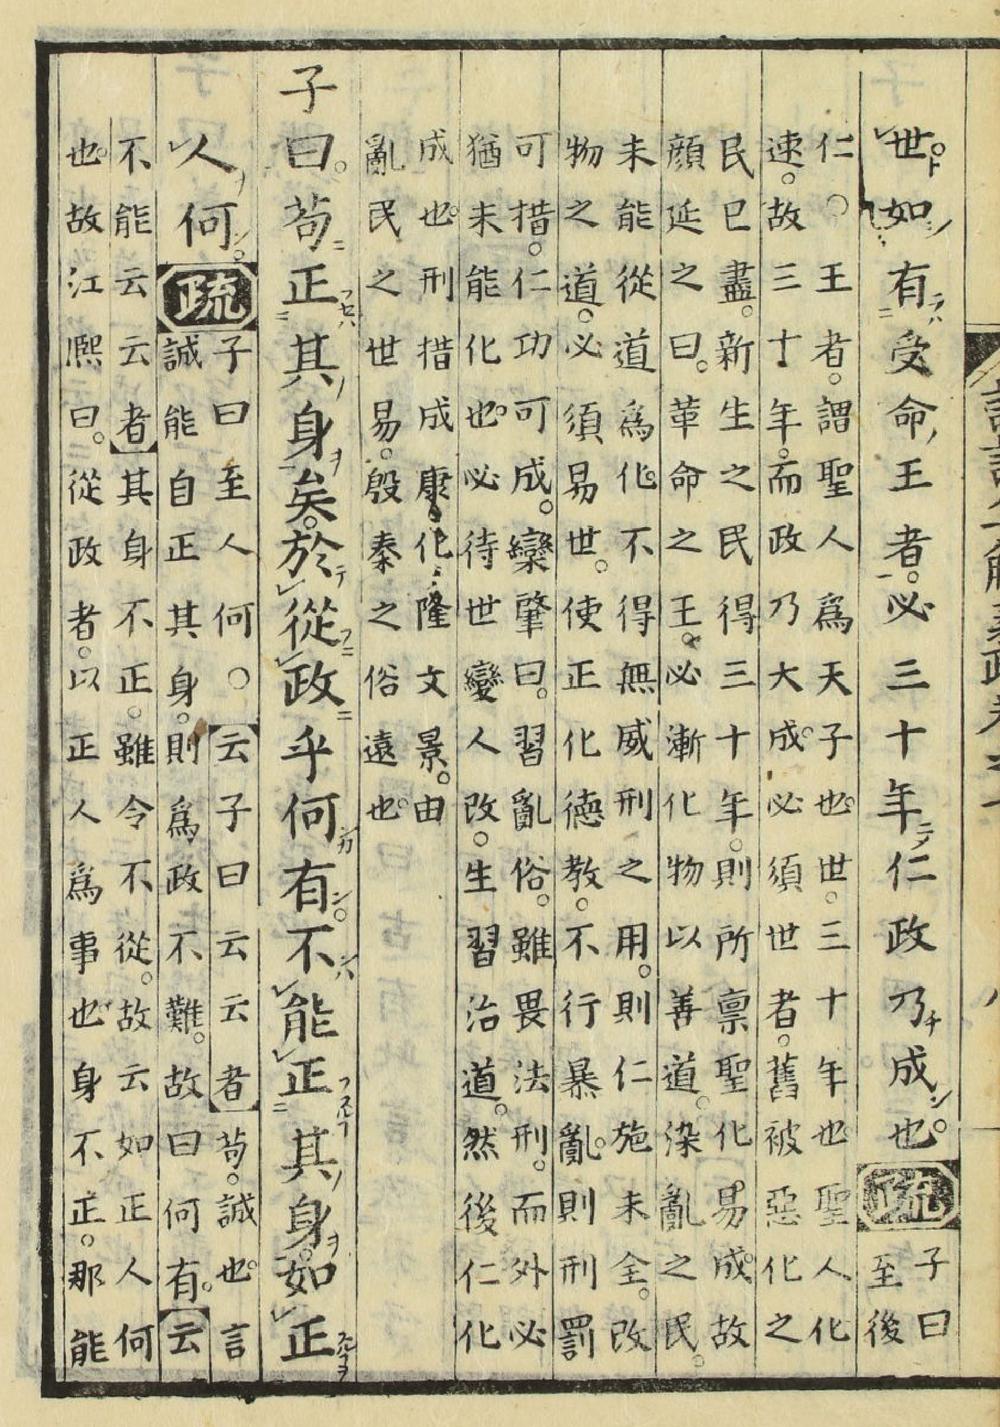 世如有受命王者必三十年仁政乃成也疏子曰至後
仁○王者。謂聖人爲天子也世。三十年也聖人化
速。故三十年。而政乃大成必須世者。舊被惡化之
民已盡。新生之民得三十年。則所稟聖化易成故
顔延之曰。革命之王。必漸化物以善道。染亂之民。
未能從道爲化。不得無威刑之用。則仁施未全。改
物之道。必須易世。使正化德教。不行暴亂。則刑罰
可措。仁功可成。欒肇曰。習亂俗。雖畏法刑。而外必
猶未能化也。必待世變人改。生習治道。然後仁化
成也。刑措成康化隆文景。由
亂民之世易。殷秦之俗遠也。
子曰。苟正其身矣。於從政乎何有。不能正其身。如正
人何。疏子曰至人何○【云子曰云云者】苟。誠也。言
誠能自正其身。則爲政不難。故曰何有。【云
不能云云者】其身不正。雖令不從。故云如正人何
也。故江熈曰。從政者。以正人爲事也身不正。那能